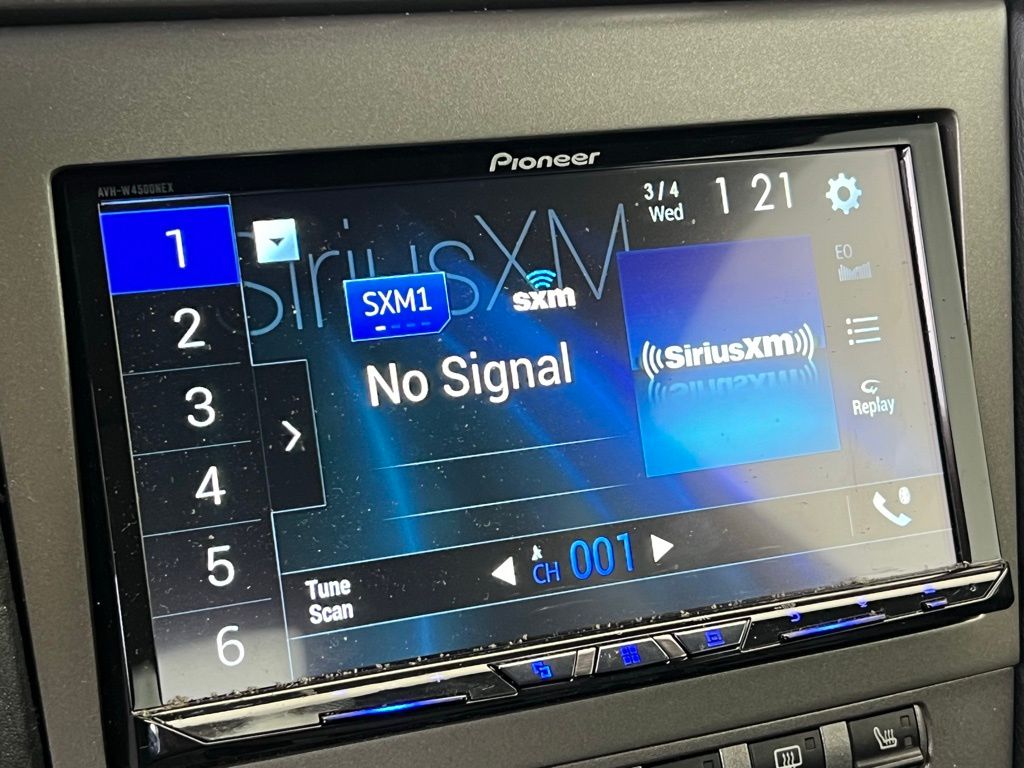 Pioneer
AVH-W4500NEX
SiriusXM
3/4
Wed
1 21
1
2
3
4
5
6
SXM1
sxm
No Signal
SiriusXM
EQ
Replay
Tune
Scan
CH 001